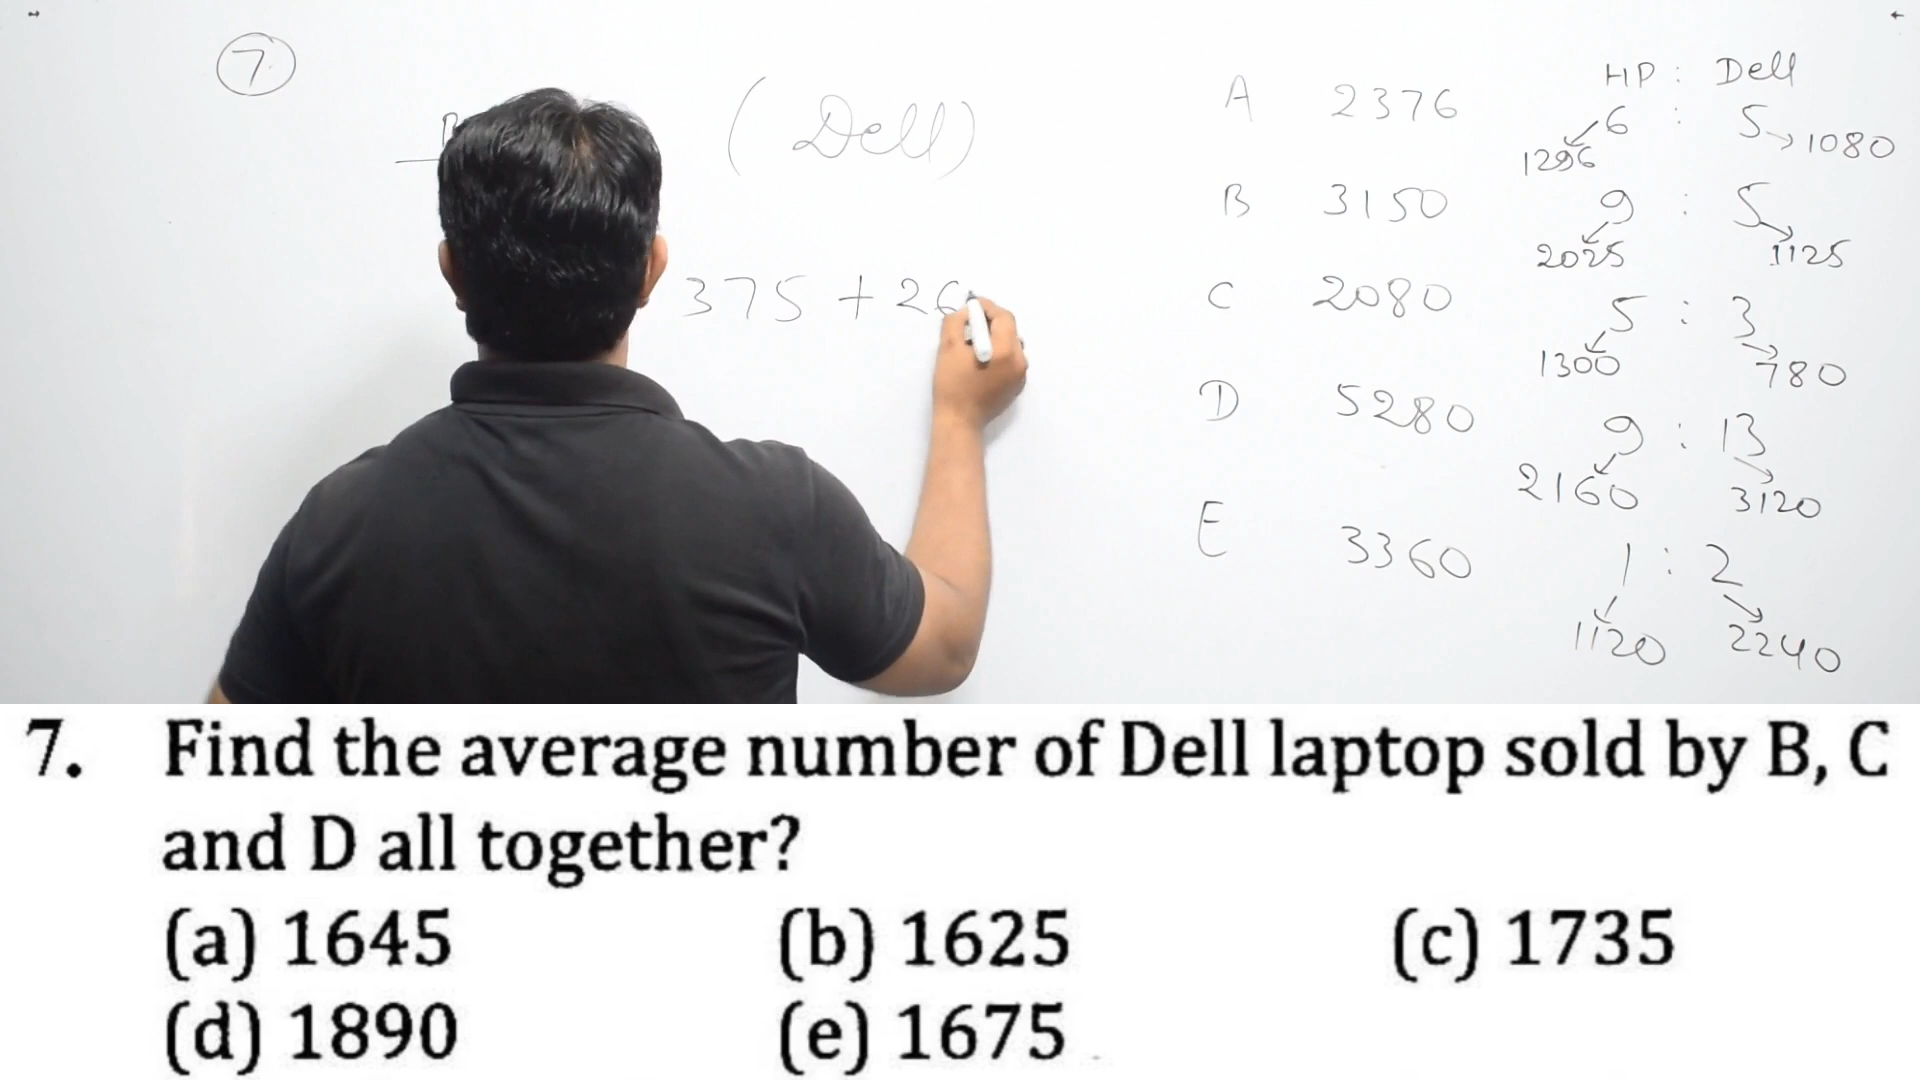 7
(Dell)
375 + 26
HP : Dell
A 2376 6 : 5
1296 1080
B 3150 9 : 5
2025 1125
C 2080 5 : 3
1300 780
D 5280 9 : 13
2160 3120
E 3360 1 : 2
1120 2240
7. Find the average number of Dell laptop sold by B, C
and D all together?
(a) 1645 (b) 1625 (c) 1735
(d) 1890 (e) 1675